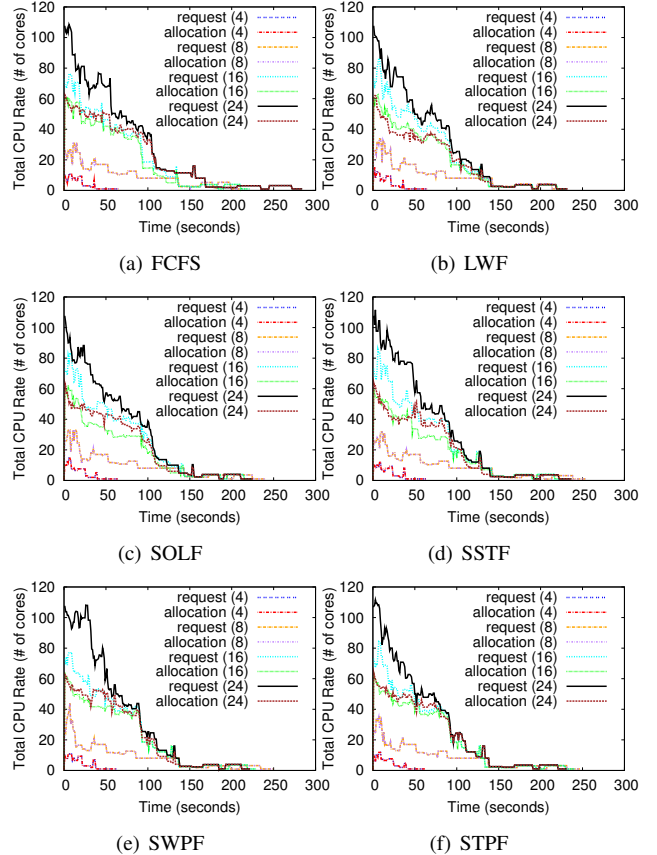 120
100
80
60
40
20
0
Total CPU Rate (# of cores)
request (4)
allocation (4)
request (8)
allocation (8)
request (16)
allocation (16)
request (24)
allocation (24)
0 50 100 150 200 250 300
Time (seconds)
(a) FCFS
120
100
80
60
40
20
0
Total CPU Rate (# of cores)
request (4)
allocation (4)
request (8)
allocation (8)
request (16)
allocation (16)
request (24)
allocation (24)
0 50 100 150 200 250 300
Time (seconds)
(b) LWF
120
100
80
60
40
20
0
Total CPU Rate (# of cores)
request (4)
allocation (4)
request (8)
allocation (8)
request (16)
allocation (16)
request (24)
allocation (24)
0 50 100 150 200 250 300
Time (seconds)
(c) SOLF
120
100
80
60
40
20
0
Total CPU Rate (# of cores)
request (4)
allocation (4)
request (8)
allocation (8)
request (16)
allocation (16)
request (24)
allocation (24)
0 50 100 150 200 250 300
Time (seconds)
(d) SSTF
120
100
80
60
40
20
0
Total CPU Rate (# of cores)
request (4)
allocation (4)
request (8)
allocation (8)
request (16)
allocation (16)
request (24)
allocation (24)
0 50 100 150 200 250 300
Time (seconds)
(e) SWPF
120
100
80
60
40
20
0
Total CPU Rate (# of cores)
request (4)
allocation (4)
request (8)
allocation (8)
request (16)
allocation (16)
request (24)
allocation (24)
0 50 100 150 200 250 300
Time (seconds)
(f) STPF